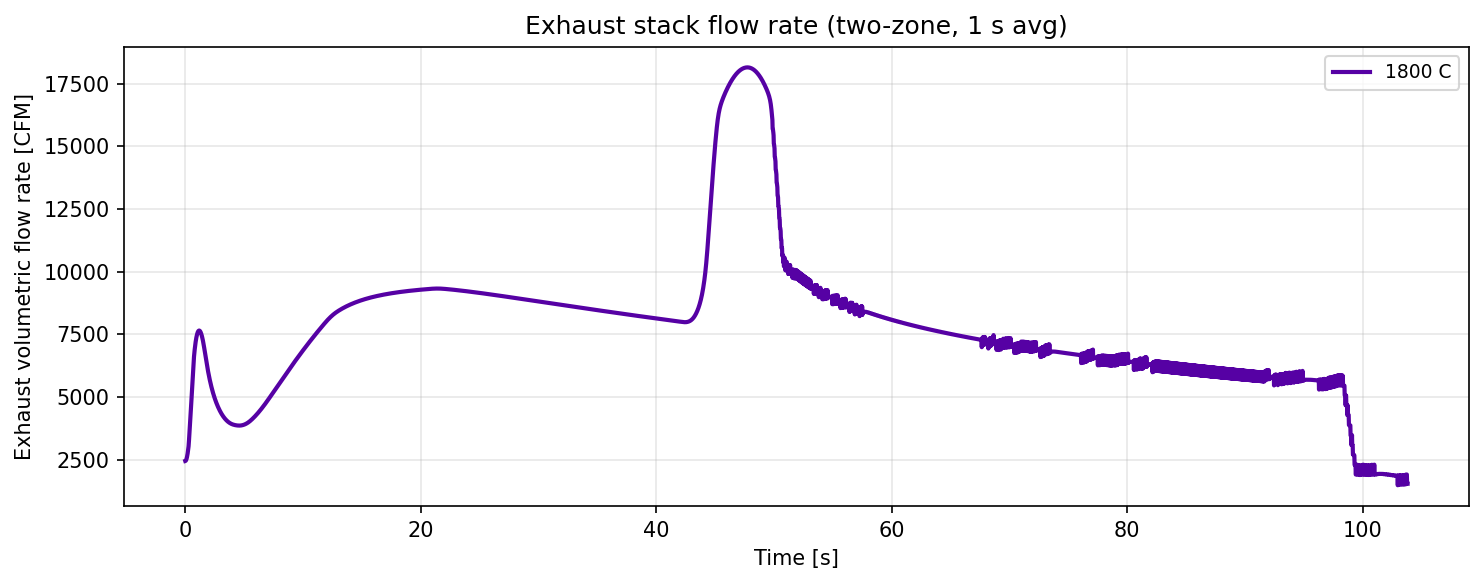 Exhaust stack flow rate (two-zone, 1 s avg)
1800 C
Exhaust volumetric flow rate [CFM]
17500
15000
12500
10000
7500
5000
2500
0 20 40 60 80 100
Time [s]